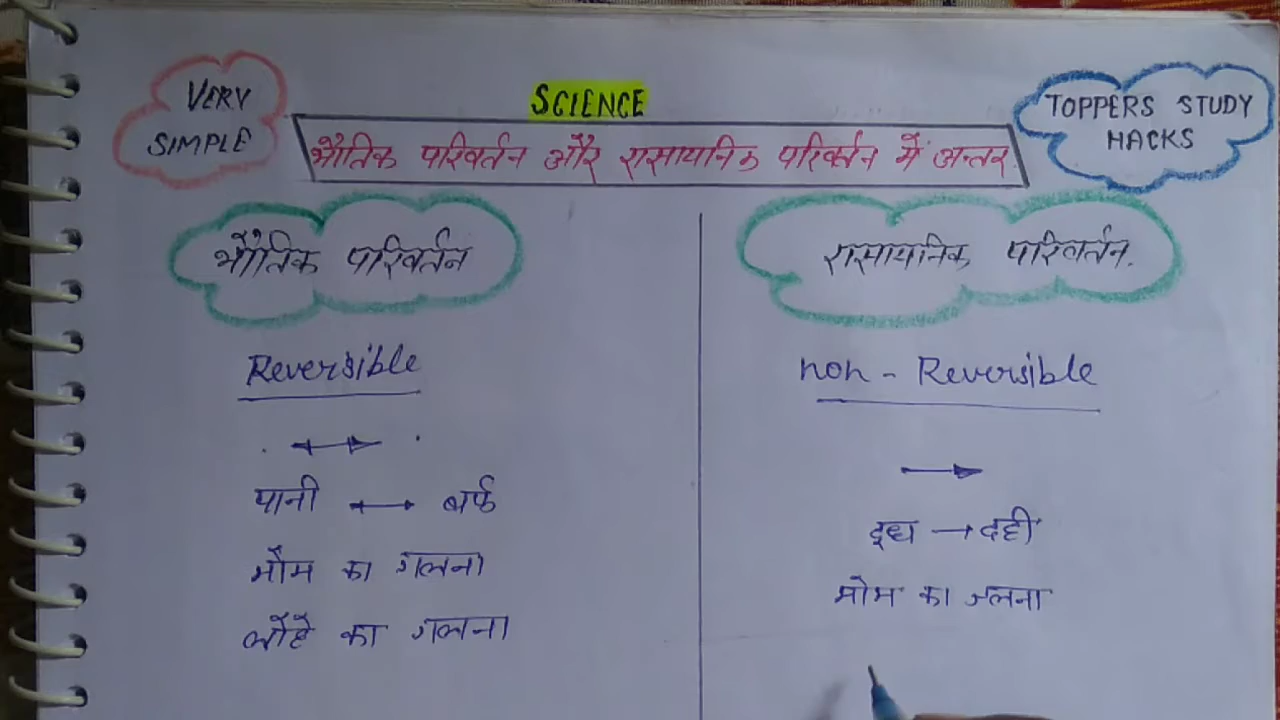 VERY
SIMPLE
SCIENCE
TOPPERS STUDY
HACKS
भौतिक परिवर्तन और रासायनिक परिवर्तन में अन्तर
भौतिक परिवर्तन
रासायनिक परिवर्तन.
Reversible
non - Reversible
↔
→
पानी ↔ बर्फ
दूध → दही
मौम का गलना
मोम का जलना
लौहे का गलना